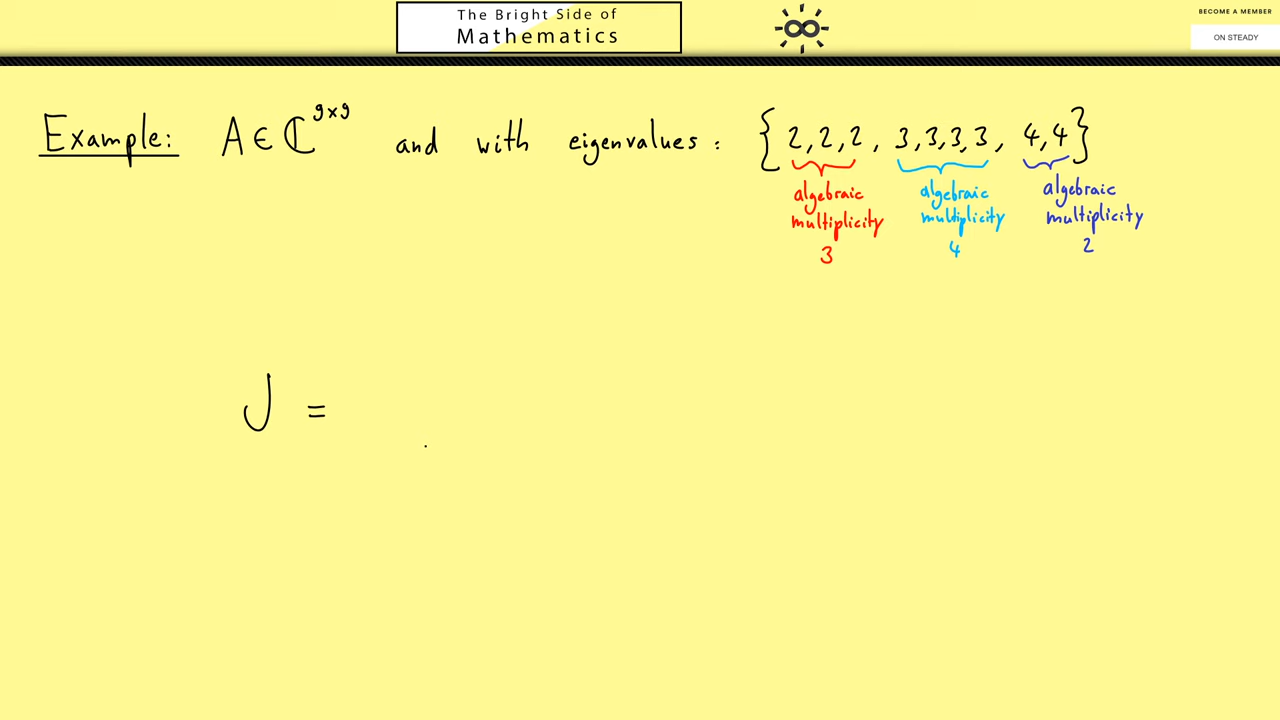 The Bright Side of
Mathematics
BECOME A MEMBER
ON STEADY
Example: A ∈ ℂ^{9×9} and with eigenvalues: {2,2,2, 3,3,3,3, 4,4}
algebraic algebraic algebraic
multiplicity multiplicity multiplicity
3 4 2
J =